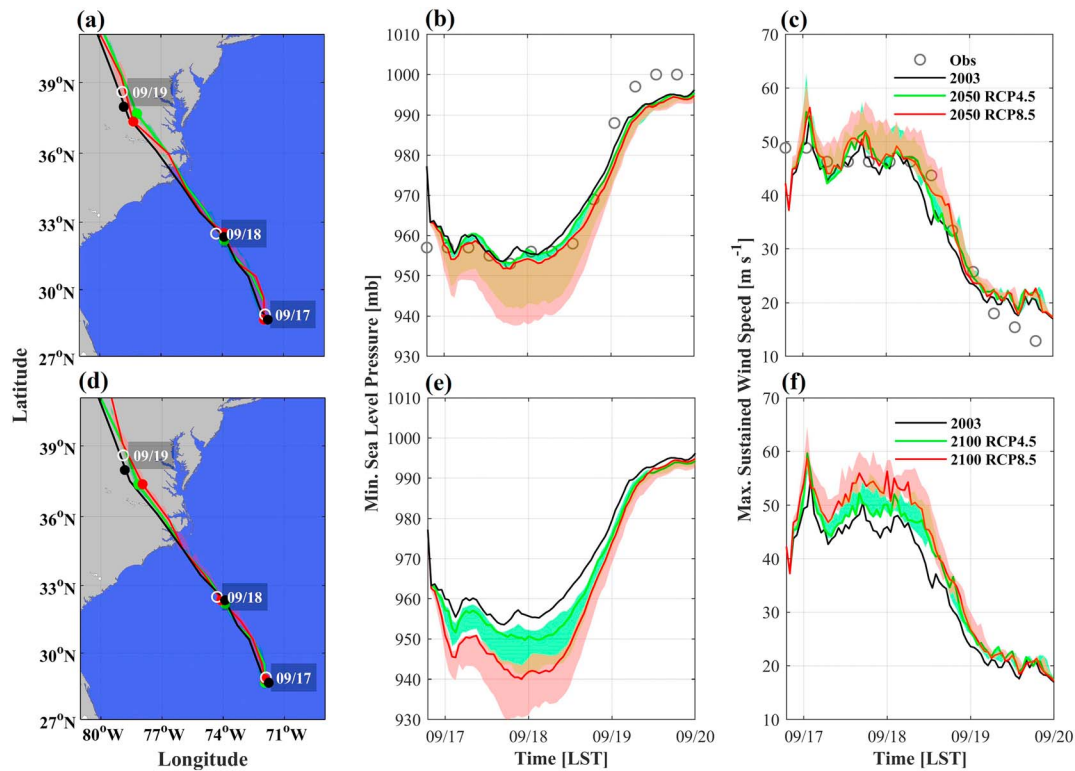 (a)
39°N
36°N
33°N
30°N
27°N
09/19
09/18
09/17
(b)
1010
1000
990
980
970
960
950
940
930
(c)
70
60
50
40
30
20
10
Obs
2003
2050 RCP4.5
2050 RCP8.5
Latitude
Min. Sea Level Pressure [mb]
Max. Sustained Wind Speed [m s-1]
(d)
39°N
36°N
33°N
30°N
27°N
09/19
09/18
09/17
80°W
77°W
74°W
71°W
Longitude
(e)
1010
1000
990
980
970
960
950
940
930
09/17
09/18
09/19
09/20
Time [LST]
(f)
70
60
50
40
30
20
10
2003
2100 RCP4.5
2100 RCP8.5
09/17
09/18
09/19
09/20
Time [LST]